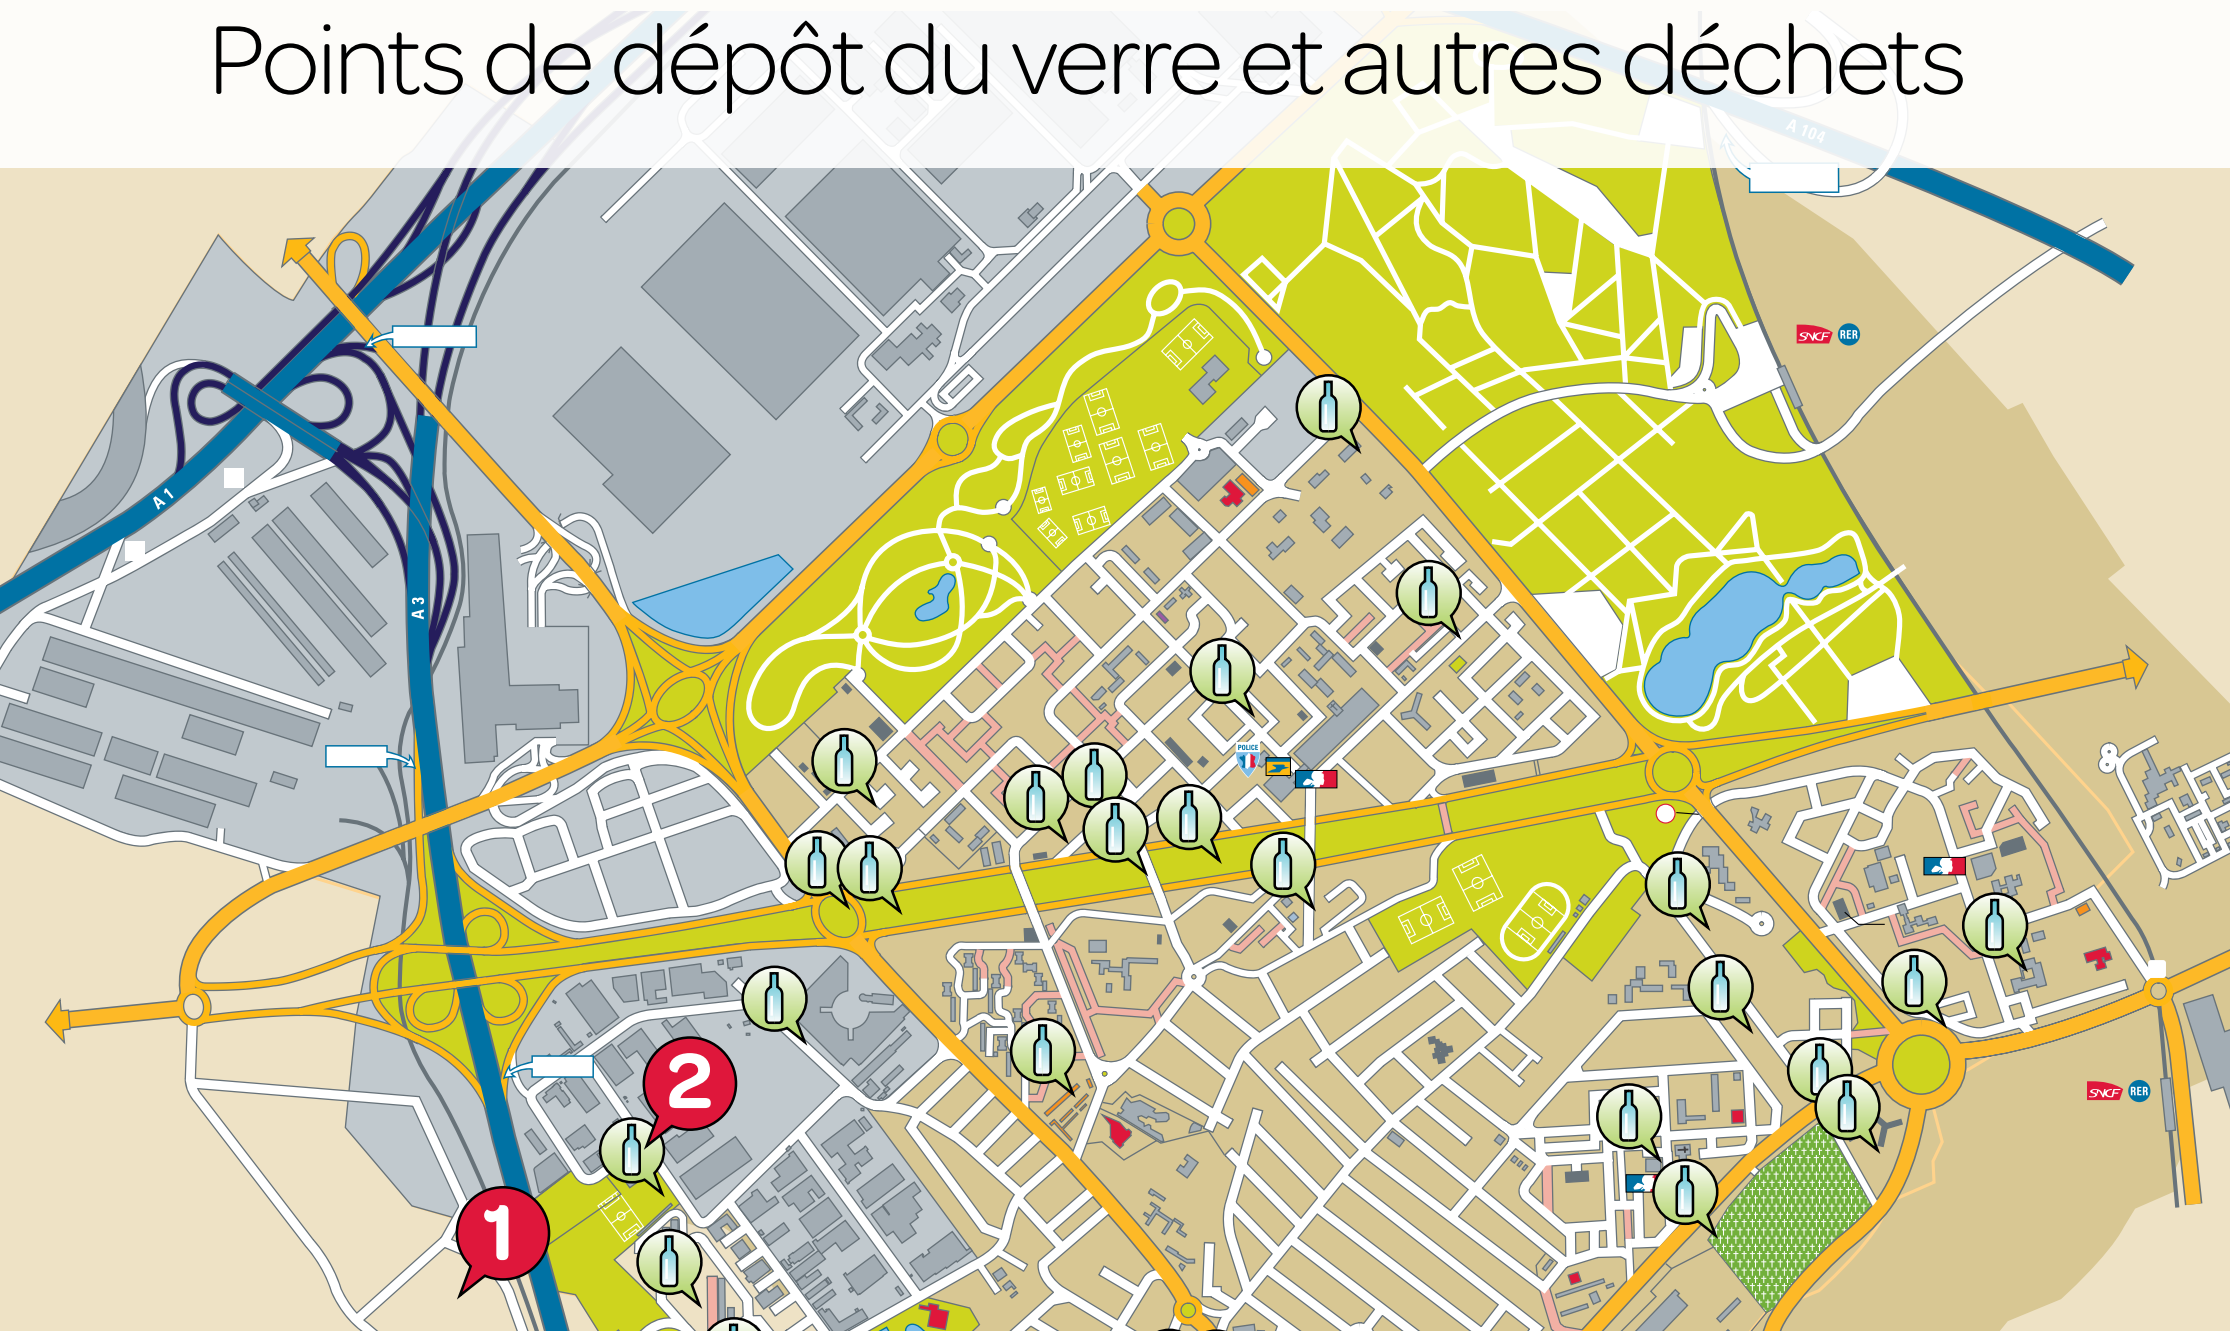 Points de dépôt du verre et autres déchets
A 104
SNCF RER
A 1
A 3
POLICE
SNCF RER
2
1